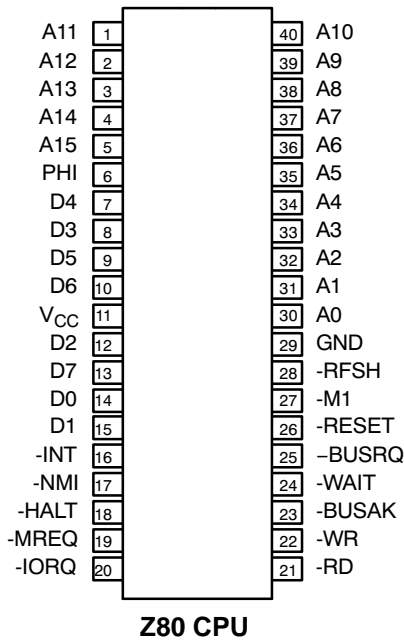 A11 1 40 A10
A12 2 39 A9
A13 3 38 A8
A14 4 37 A7
A15 5 36 A6
PHI 6 35 A5
D4 7 34 A4
D3 8 33 A3
D5 9 32 A2
D6 10 31 A1
VCC 11 30 A0
D2 12 29 GND
D7 13 28 -RFSH
D0 14 27 -M1
D1 15 26 -RESET
-INT 16 25 –BUSRQ
-NMI 17 24 -WAIT
-HALT 18 23 -BUSAK
-MREQ 19 22 -WR
-IORQ 20 21 -RD
Z80 CPU